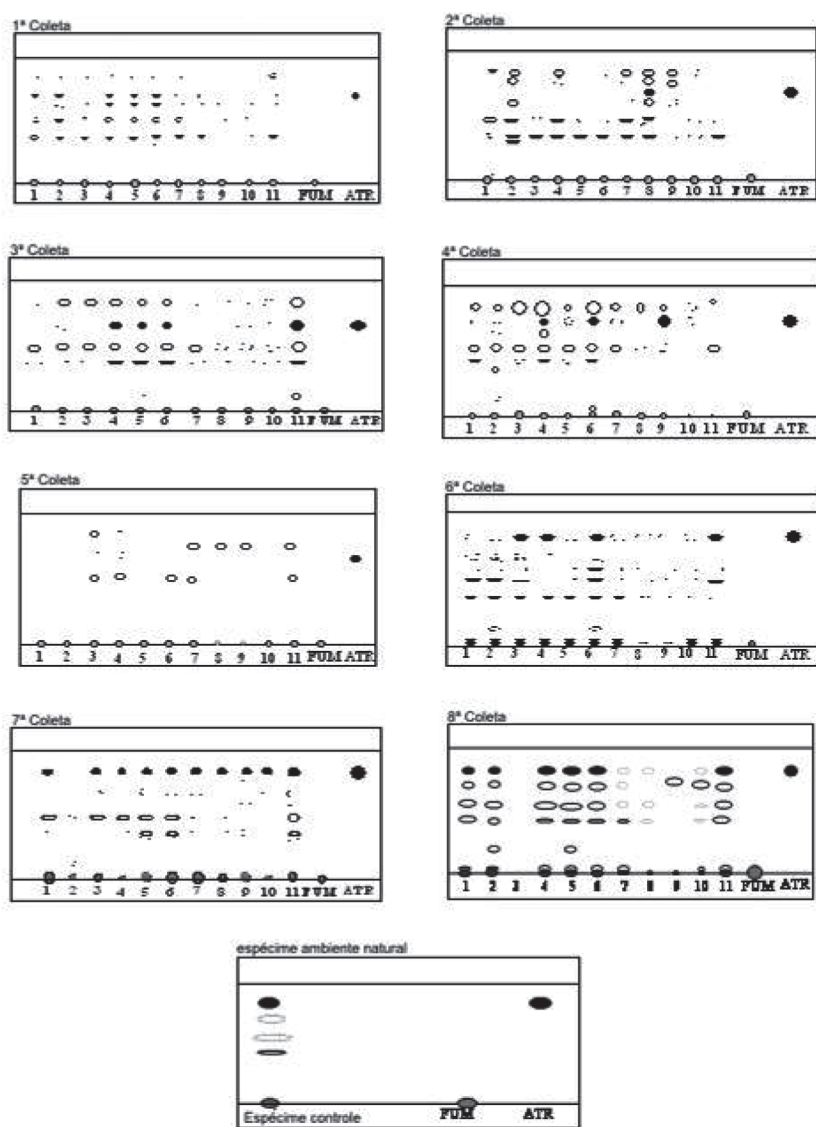 1ª Coleta
1 2 3 4 5 6 7 8 9 10 11 FUM ATR
2ª Coleta
1 2 3 4 5 6 7 8 9 10 11 FUM ATR
3ª Coleta
1 2 3 4 5 6 7 8 9 10 11 FUM ATR
4ª Coleta
1 2 3 4 5 6 7 8 9 10 11 FUM ATR
5ª Coleta
1 2 3 4 5 6 7 8 9 10 11 FUM ATR
6ª Coleta
1 2 3 4 5 6 7 8 9 10 11 FUM ATR
7ª Coleta
1 2 3 4 5 6 7 8 9 10 11 FUM ATR
8ª Coleta
1 2 3 4 5 6 7 8 9 10 11 FUM ATR
espécime ambiente natural
Espécime controle FUM ATR